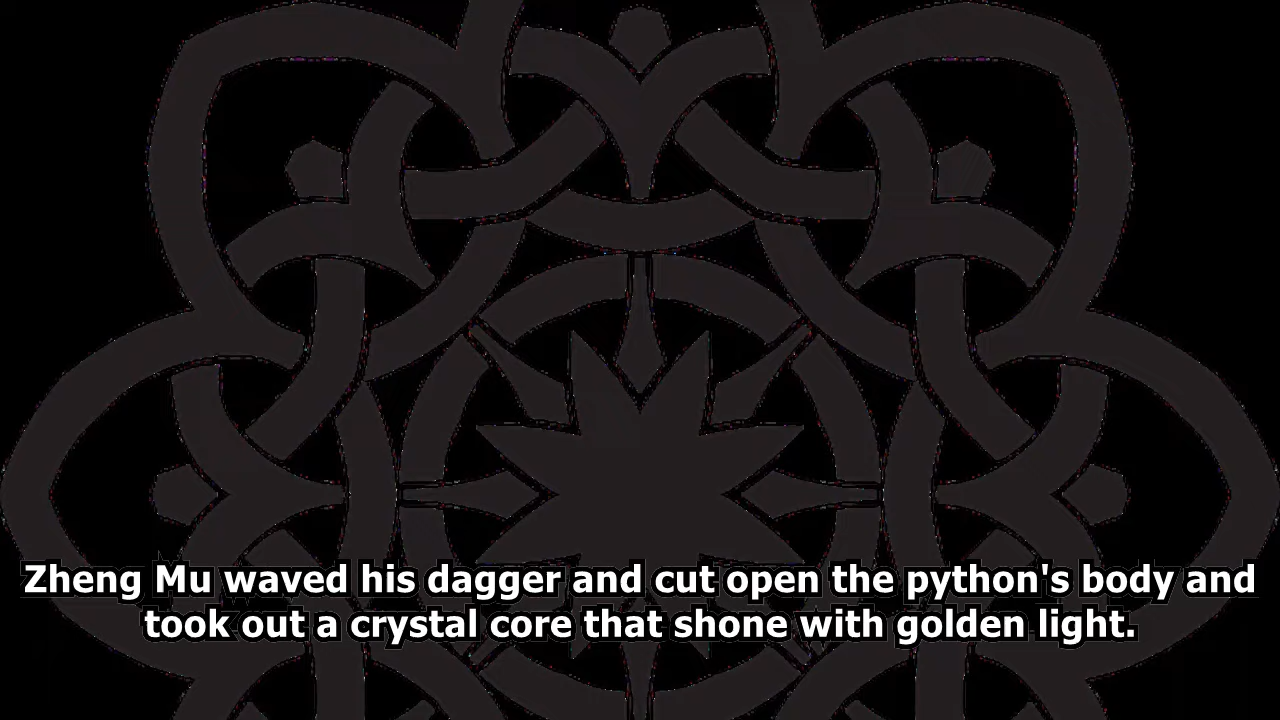 Zheng Mu waved his dagger and cut open the python's body and
took out a crystal core that shone with golden light.